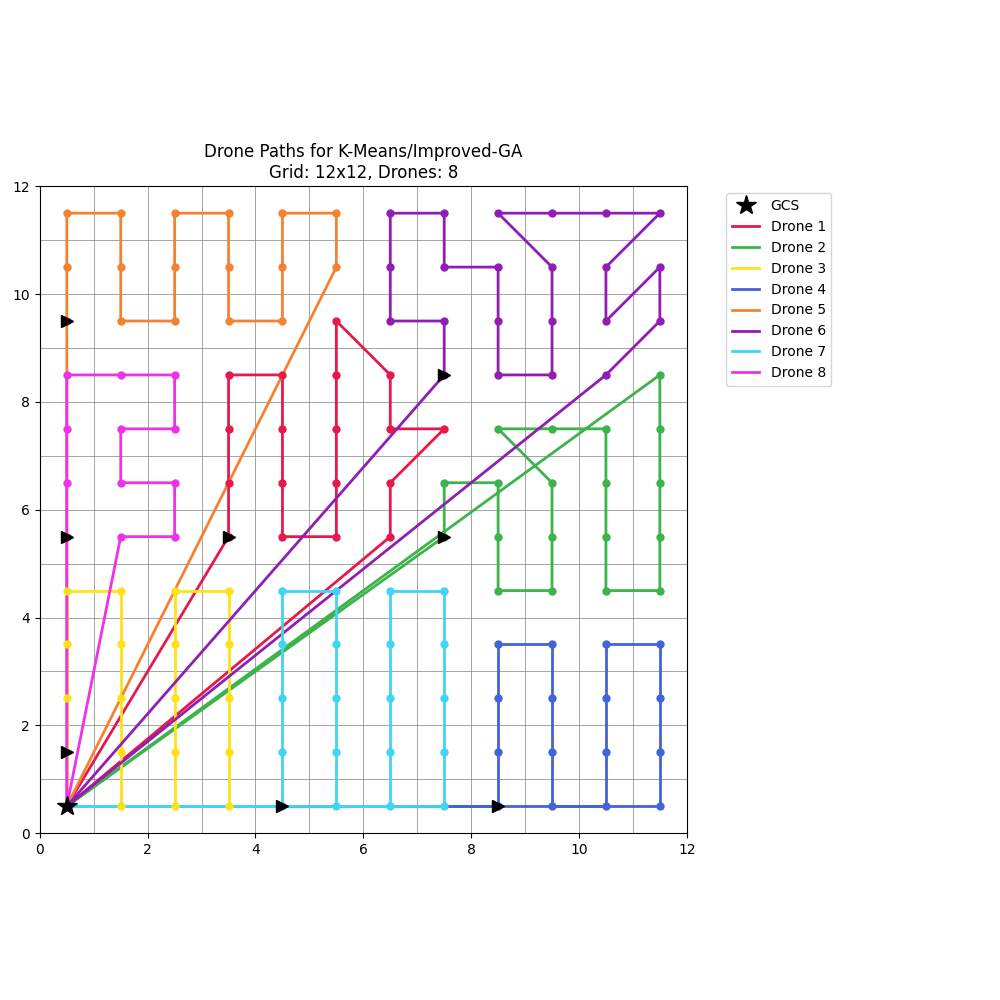 Drone Paths for K-Means/Improved-GA
Grid: 12x12, Drones: 8
12
10
8
6
4
2
0
0 2 4 6 8 10 12
GCS
Drone 1
Drone 2
Drone 3
Drone 4
Drone 5
Drone 6
Drone 7
Drone 8